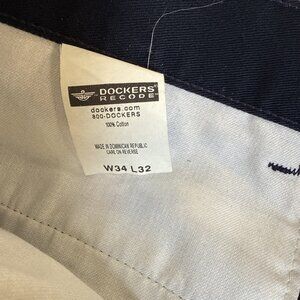 DOCKERS
RECODE
dockers.com
800-DOCKERS
100% Cotton
MADE IN DOMINICAN REPUBLIC
CARE ON REVERSE
W34 L32